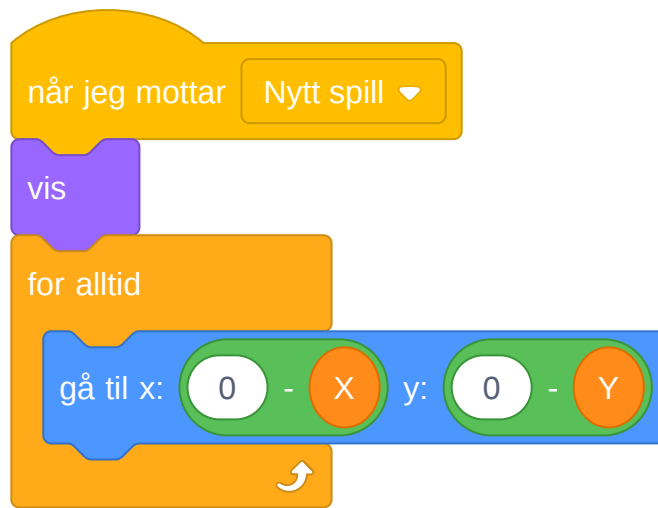 når jeg mottar Nytt spill
vis
for alltid
gå til x: 0 - X y: 0 - Y